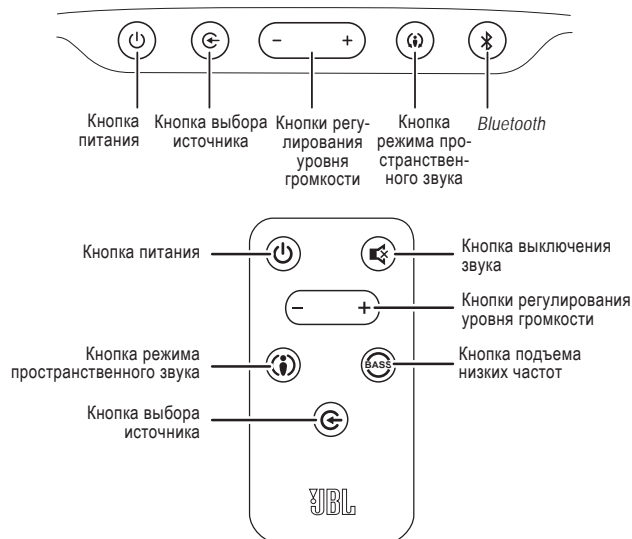 Кнопка
питания
Кнопка выбора
источника
Кнопки регу-
лирования
уровня
громкости
Кнопка
режима про-
странствен-
ного звука
Bluetooth
Кнопка питания
Кнопка выключения
звука
Кнопки регулирования
уровня громкости
Кнопка режима
пространственного звука
BASS
Кнопка подъема
низких частот
Кнопка выбора
источника
JBL